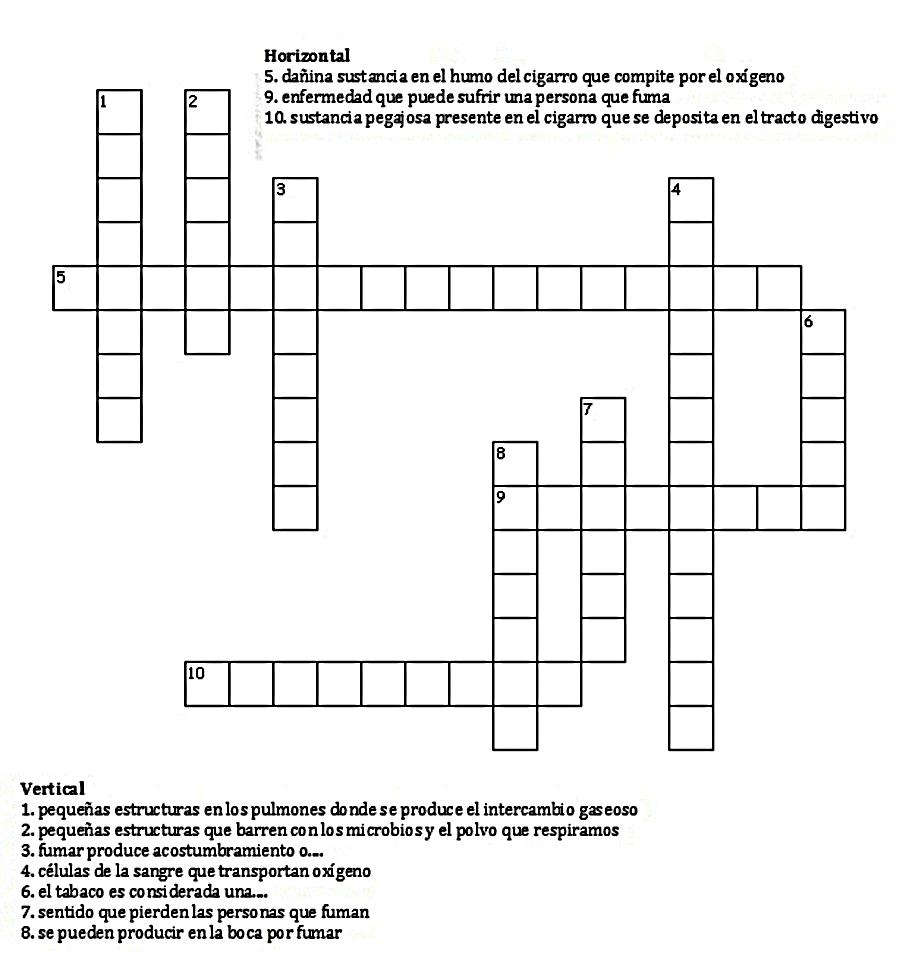 Horizontal
5. dañina sustancia en el humo del cigarro que compite por el oxígeno
9. enfermedad que puede sufrir una persona que fuma
10. sustancia pegajosa presente en el cigarro que se deposita en el tracto digestivo
1 2
3 4
5
6
7
8
9
10
Vertical
1. pequeñas estructuras en los pulmones donde se produce el intercambio gaseoso
2. pequeñas estructuras que barren con los microbios y el polvo que respiramos
3. fumar produce acostumbramiento o...
4. células de la sangre que transportan oxígeno
6. el tabaco es considerada una...
7. sentido que pierden las personas que fuman
8. se pueden producir en la boca por fumar